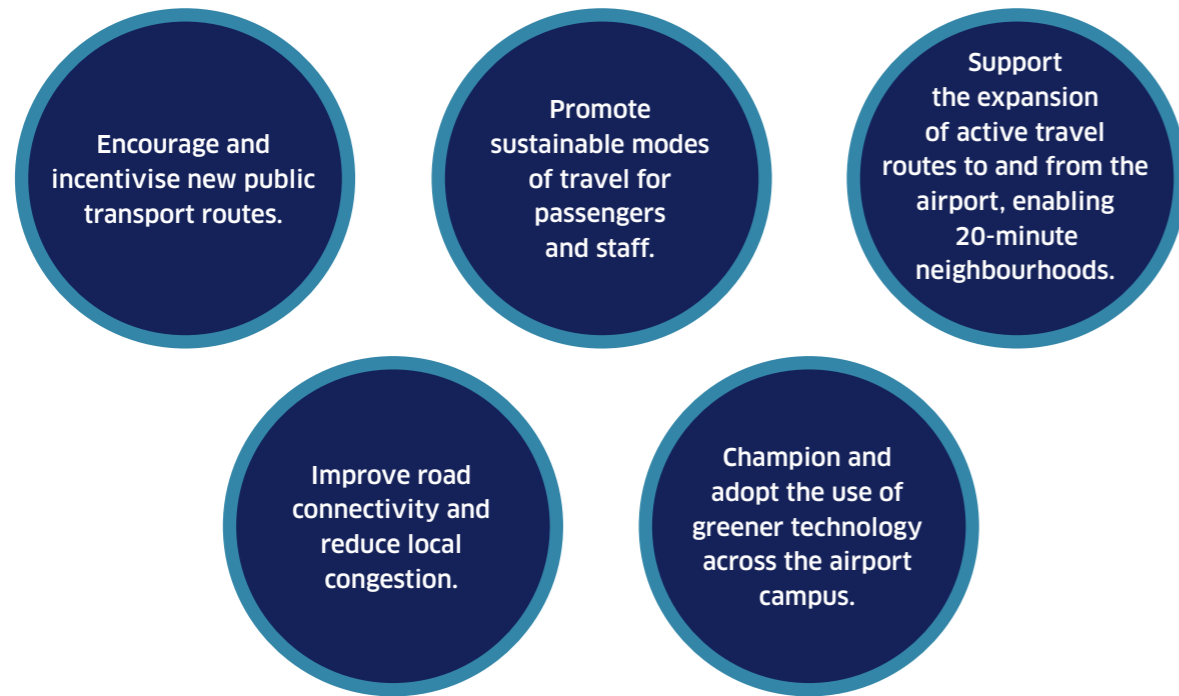 Encourage and
incentivise new public
transport routes.
Promote
sustainable modes
of travel for
passengers
and staff.
Support
the expansion
of active travel
routes to and from the
airport, enabling
20-minute
neighbourhoods.
Improve road
connectivity and
reduce local
congestion.
Champion and
adopt the use of
greener technology
across the airport
campus.